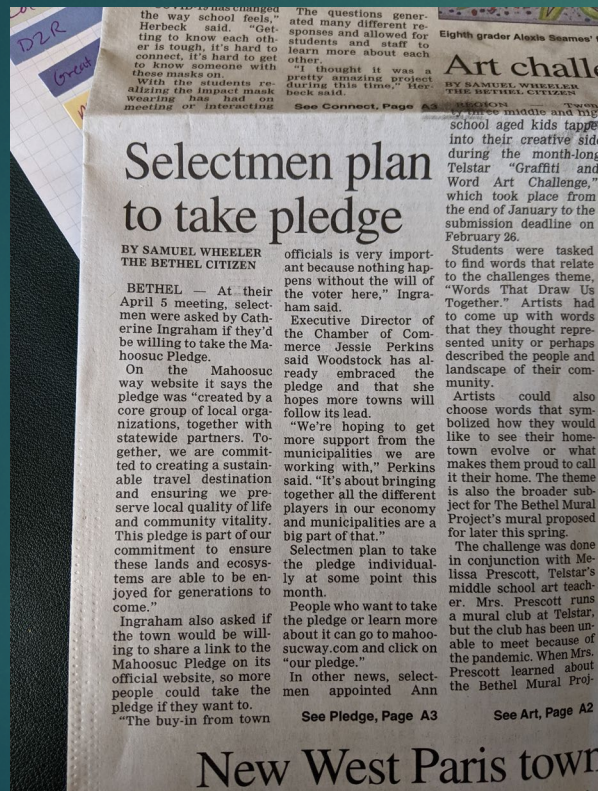 D2R
Great
the way school feels,"
Herbeck said. "Get-
ting to know each oth-
er is tough, it's hard to
connect, it's hard to get
to know someone with
these masks on.
With the students re-
alizing the impact mask
wearing has had on
meeting or interacting
The questions gener-
ated many different re-
sponses and allowed for
students and staff to
learn more about each
other.
"I thought it was a
pretty amazing project
during this time," Her-
beck said.
See Connect, Page A3
Eighth grader Alexis Seames'
Art challe
BY SAMUEL WHEELER
THE BETHEL CITIZEN
REGION — Twen-
ty three middle and hig
school aged kids tappe
into their creative side
during the month-long
Telstar "Graffiti and
Word Art Challenge,"
which took place from
the end of January to the
submission deadline on
February 26.
Students were tasked
to find words that relate
to the challenges theme,
"Words That Draw Us
Together." Artists had
to come up with words
that they thought repre-
sented unity or perhaps
described the people and
landscape of their com-
munity.
Artists could also
choose words that sym-
bolized how they would
like to see their home-
town evolve or what
makes them proud to call
it their home. The theme
is also the broader sub-
ject for The Bethel Mural
Project's mural proposed
for later this spring.
The challenge was done
in conjunction with Me-
lissa Prescott, Telstar's
middle school art teach-
er. Mrs. Prescott runs
a mural club at Telstar,
but the club has been un-
able to meet because of
the pandemic. When Mrs.
Prescott learned about
the Bethel Mural Proj-
See Art, Page A2
Selectmen plan
to take pledge
BY SAMUEL WHEELER
THE BETHEL CITIZEN
BETHEL — At their
April 5 meeting, select-
men were asked by Cath-
erine Ingraham if they'd
be willing to take the Ma-
hoosuc Pledge.
On the Mahoosuc
way website it says the
pledge was "created by a
core group of local orga-
nizations, together with
statewide partners. To-
gether, we are commit-
ted to creating a sustain-
able travel destination
and ensuring we pre-
serve local quality of life
and community vitality.
This pledge is part of our
commitment to ensure
these lands and ecosys-
tems are able to be en-
joyed for generations to
come."
Ingraham also asked if
the town would be will-
ing to share a link to the
Mahoosuc Pledge on its
official website, so more
people could take the
pledge if they want to.
"The buy-in from town
officials is very import-
ant because nothing hap-
pens without the will of
the voter here," Ingra-
ham said.
Executive Director of
the Chamber of Com-
merce Jessie Perkins
said Woodstock has al-
ready embraced the
pledge and that she
hopes more towns will
follow its lead.
"We're hoping to get
more support from the
municipalities we are
working with," Perkins
said. "It's about bringing
together all the different
players in our economy
and municipalities are a
big part of that."
Selectmen plan to take
the pledge individual-
ly at some point this
month.
People who want to take
the pledge or learn more
about it can go to mahoo-
sucway.com and click on
"our pledge."
In other news, select-
men appointed Ann
See Pledge, Page A3
New West Paris town